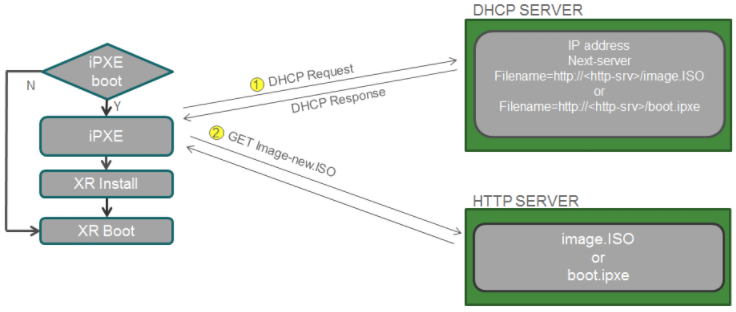 DHCP SERVER
IP address
Next-server
Filename=http://<http-srv>/image.ISO
or
Filename=http://<http-srv>/boot.ipxe
iPXE
boot
N
Y
1 DHCP Request
DHCP Response
iPXE
2 GET Image-new.ISO
XR Install
XR Boot
HTTP SERVER
image.ISO
or
boot.ipxe